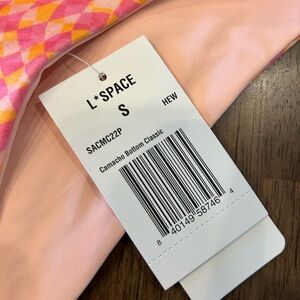 L*SPACE
S
SACMC22P HEW
Camacho Bottom Classic
8 40149 58746 4